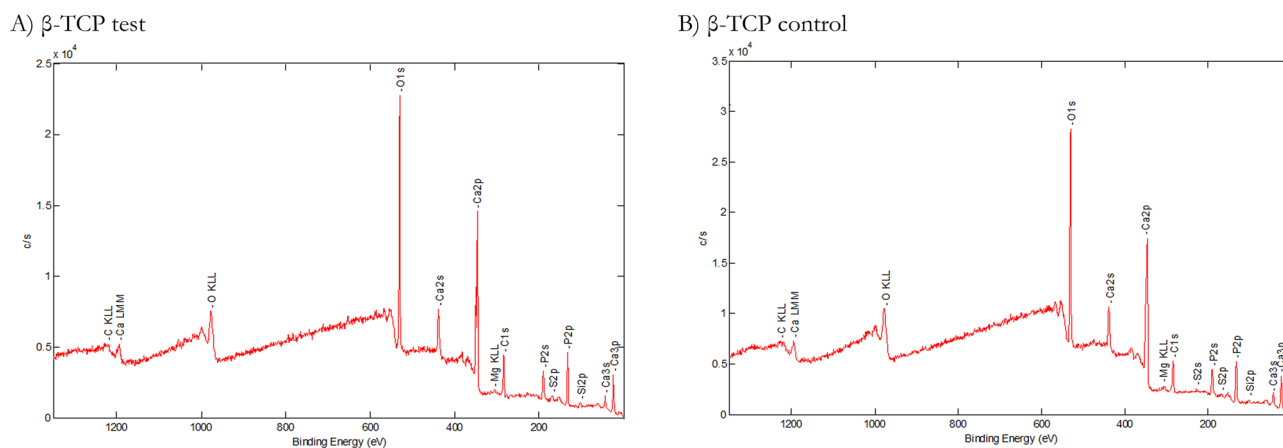 A) β-TCP test
x 10⁴
2.5
2
1.5
1
0.5
0
c/s
1200
1000
800
600
400
200
Binding Energy (eV)
-C KLL
-Ca LMM
-O KLL
-O1s
-Ca2s
-Ca2p
-Mg KLL
-C1s
-P2s
-S2p
-P2p
-Si2p
-Ca3s
-Ca3p
B) β-TCP control
x 10⁴
3.5
3
2.5
2
1.5
1
0.5
0
c/s
1200
1000
800
600
400
200
Binding Energy (eV)
-C KLL
-Ca LMM
-O KLL
-O1s
-Ca2s
-Ca2p
-Mg KLL
-C1s
-S2s
-P2s
-S2p
-P2p
-Si2p
-Ca3s
-Ca3p